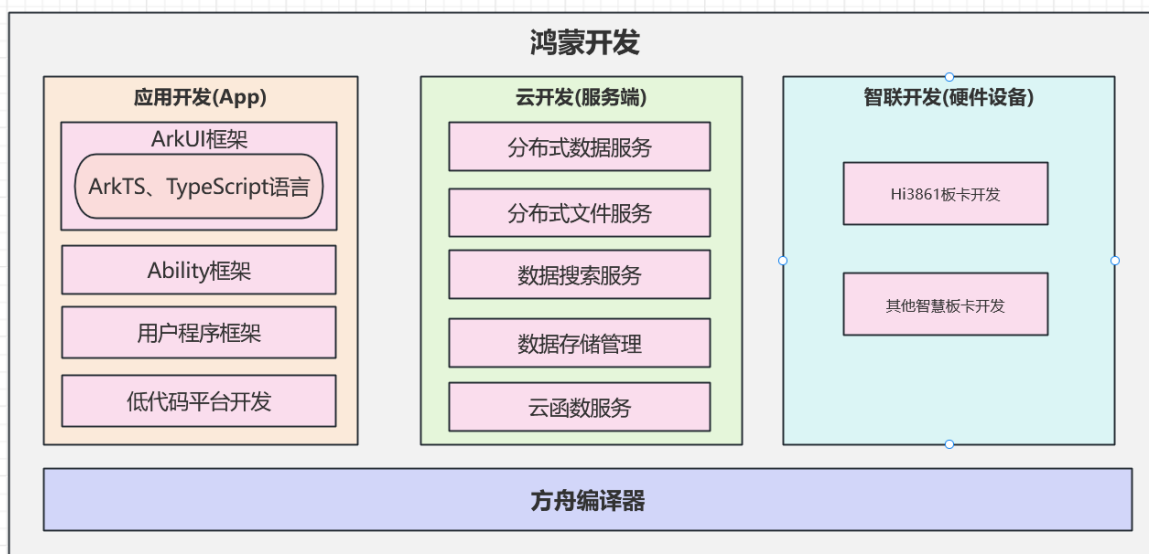 鸿蒙开发
应用开发(App)
ArkUI框架
ArkTS、TypeScript语言
Ability框架
用户程序框架
低代码平台开发
云开发(服务端)
分布式数据服务
分布式文件服务
数据搜索服务
数据存储管理
云函数服务
智联开发(硬件设备)
Hi3861板卡开发
其他智慧板卡开发
方舟编译器